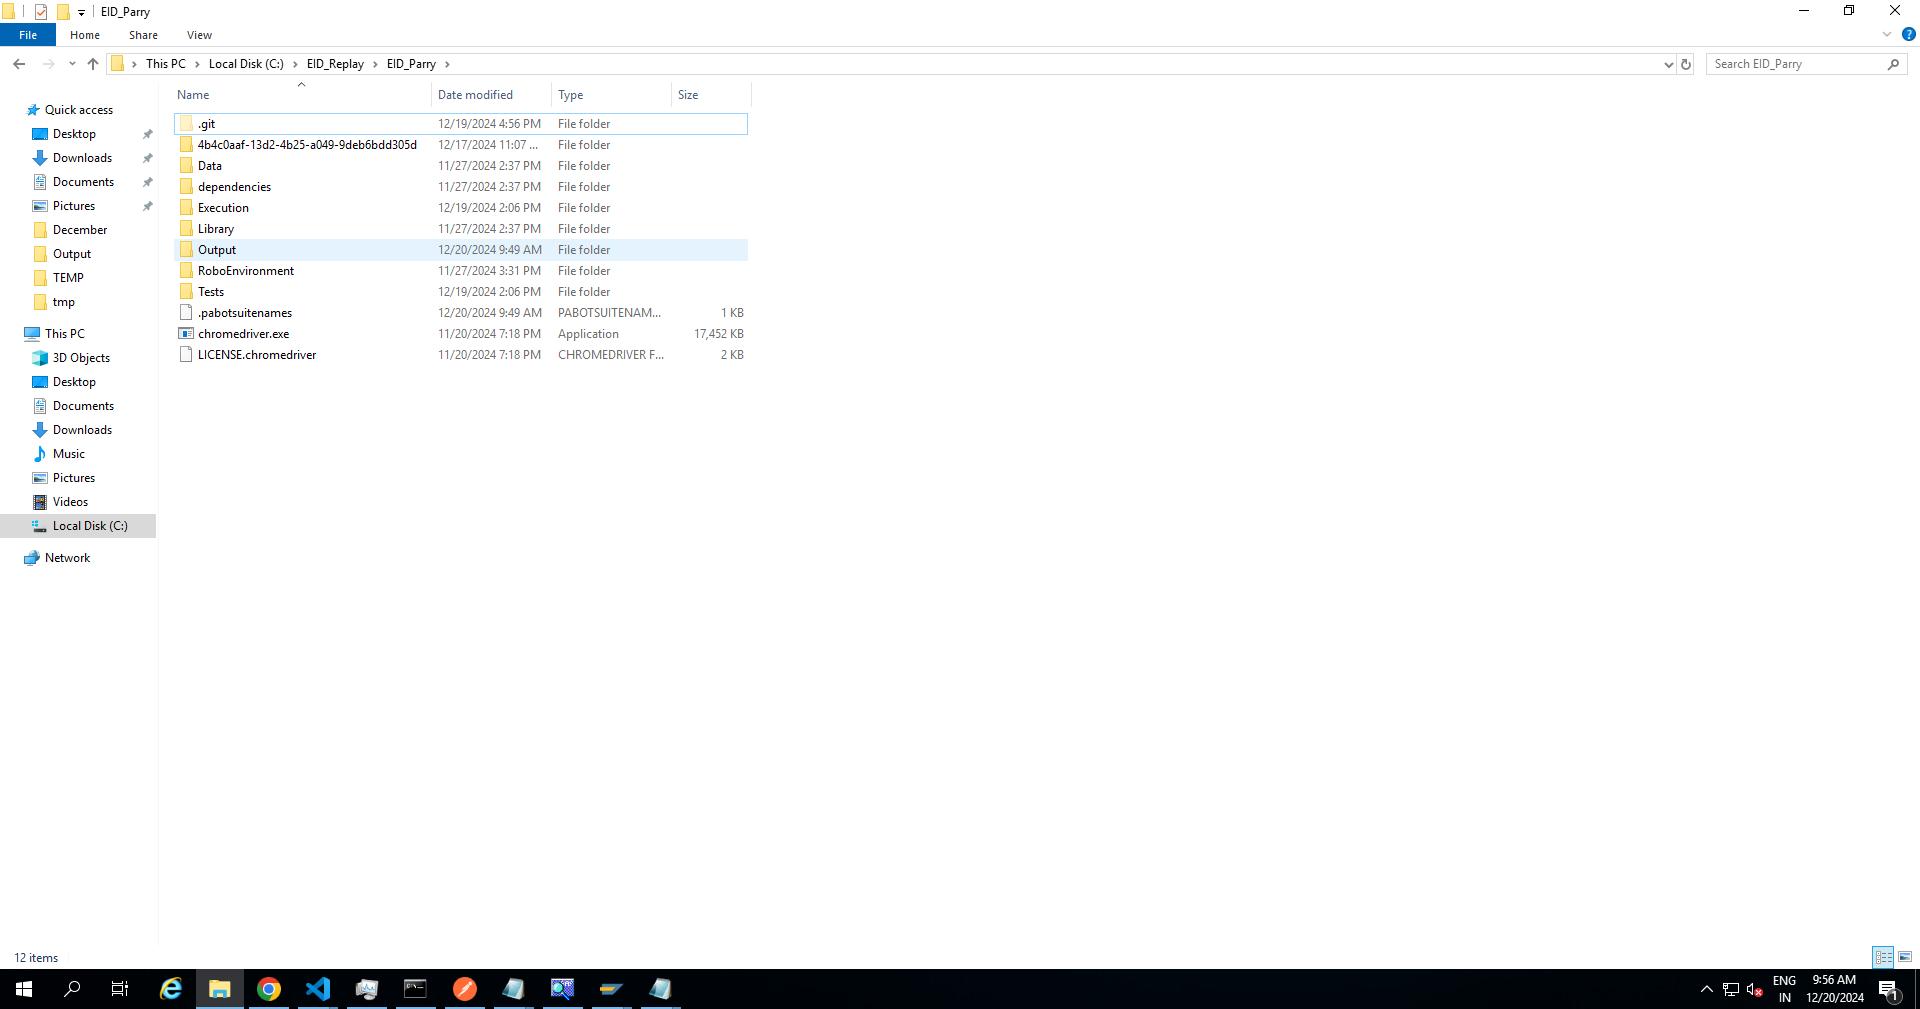 EID_Parry
File Home Share View
This PC Local Disk (C:) EID_Replay EID_Parry Search EID_Parry
Name Date modified Type Size
Quick access
Desktop
Downloads
Documents
Pictures
December
Output
TEMP
tmp
This PC
3D Objects
Desktop
Documents
Downloads
Music
Pictures
Videos
Local Disk (C:)
Network
.git 12/19/2024 4:56 PM File folder
4b4c0aaf-13d2-4b25-a049-9deb6bdd305d 12/17/2024 11:07 ... File folder
Data 11/27/2024 2:37 PM File folder
dependencies 11/27/2024 2:37 PM File folder
Execution 12/19/2024 2:06 PM File folder
Library 11/27/2024 2:37 PM File folder
Output 12/20/2024 9:49 AM File folder
RoboEnvironment 11/27/2024 3:31 PM File folder
Tests 12/19/2024 2:06 PM File folder
.pabotsuitenames 12/20/2024 9:49 AM PABOTSUITENAM... 1 KB
chromedriver.exe 11/20/2024 7:18 PM Application 17,452 KB
LICENSE.chromedriver 11/20/2024 7:18 PM CHROMEDRIVER F... 2 KB
12 items
ENG 9:56 AM
IN 12/20/2024 1